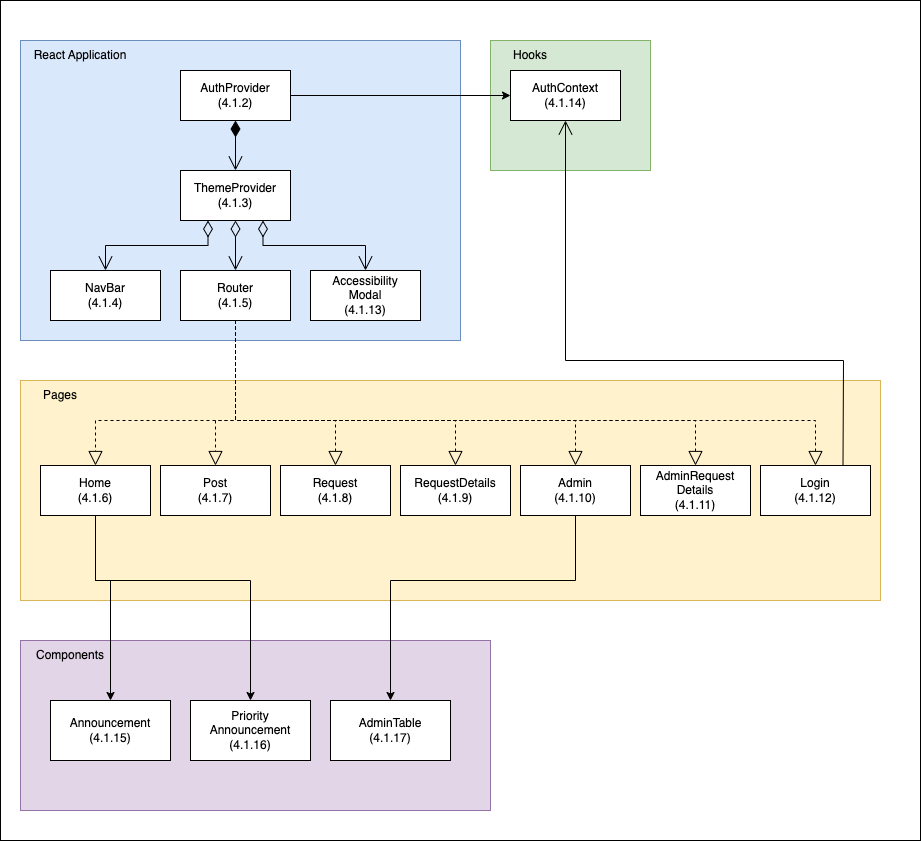 React Application
Hooks
AuthProvider
(4.1.2)
AuthContext
(4.1.14)
ThemeProvider
(4.1.3)
NavBar
(4.1.4)
Router
(4.1.5)
Accessibility
Modal
(4.1.13)
Pages
Home
(4.1.6)
Post
(4.1.7)
Request
(4.1.8)
RequestDetails
(4.1.9)
Admin
(4.1.10)
AdminRequest
Details
(4.1.11)
Login
(4.1.12)
Components
Announcement
(4.1.15)
Priority
Announcement
(4.1.16)
AdminTable
(4.1.17)